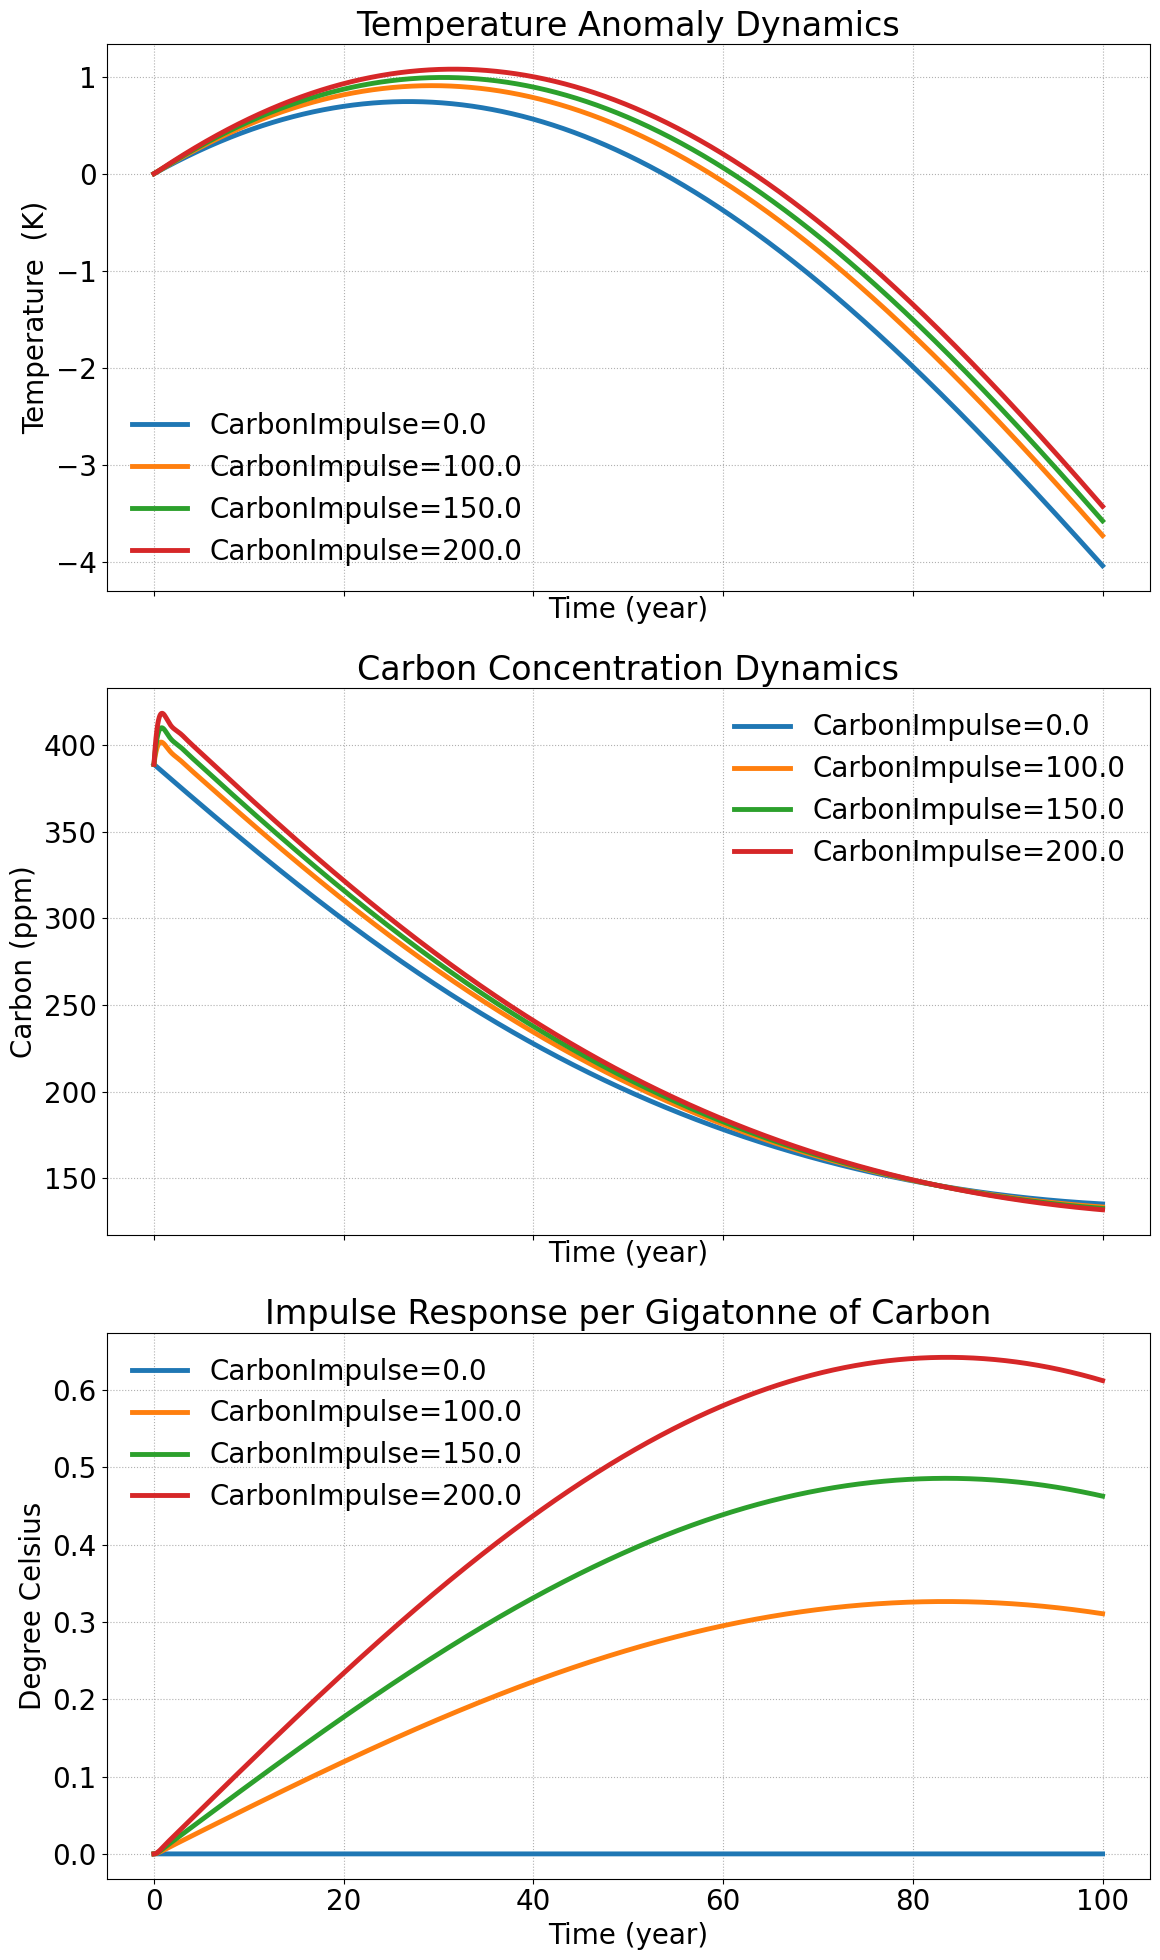 Temperature Anomaly Dynamics
1
0
−1
−2
−3
−4
Temperature (K)
CarbonImpulse=0.0
CarbonImpulse=100.0
CarbonImpulse=150.0
CarbonImpulse=200.0
Time (year)
Carbon Concentration Dynamics
400
350
300
250
200
150
Carbon (ppm)
CarbonImpulse=0.0
CarbonImpulse=100.0
CarbonImpulse=150.0
CarbonImpulse=200.0
Time (year)
Impulse Response per Gigatonne of Carbon
0.6
0.5
0.4
0.3
0.2
0.1
0.0
Degree Celsius
CarbonImpulse=0.0
CarbonImpulse=100.0
CarbonImpulse=150.0
CarbonImpulse=200.0
0 20 40 60 80 100
Time (year)